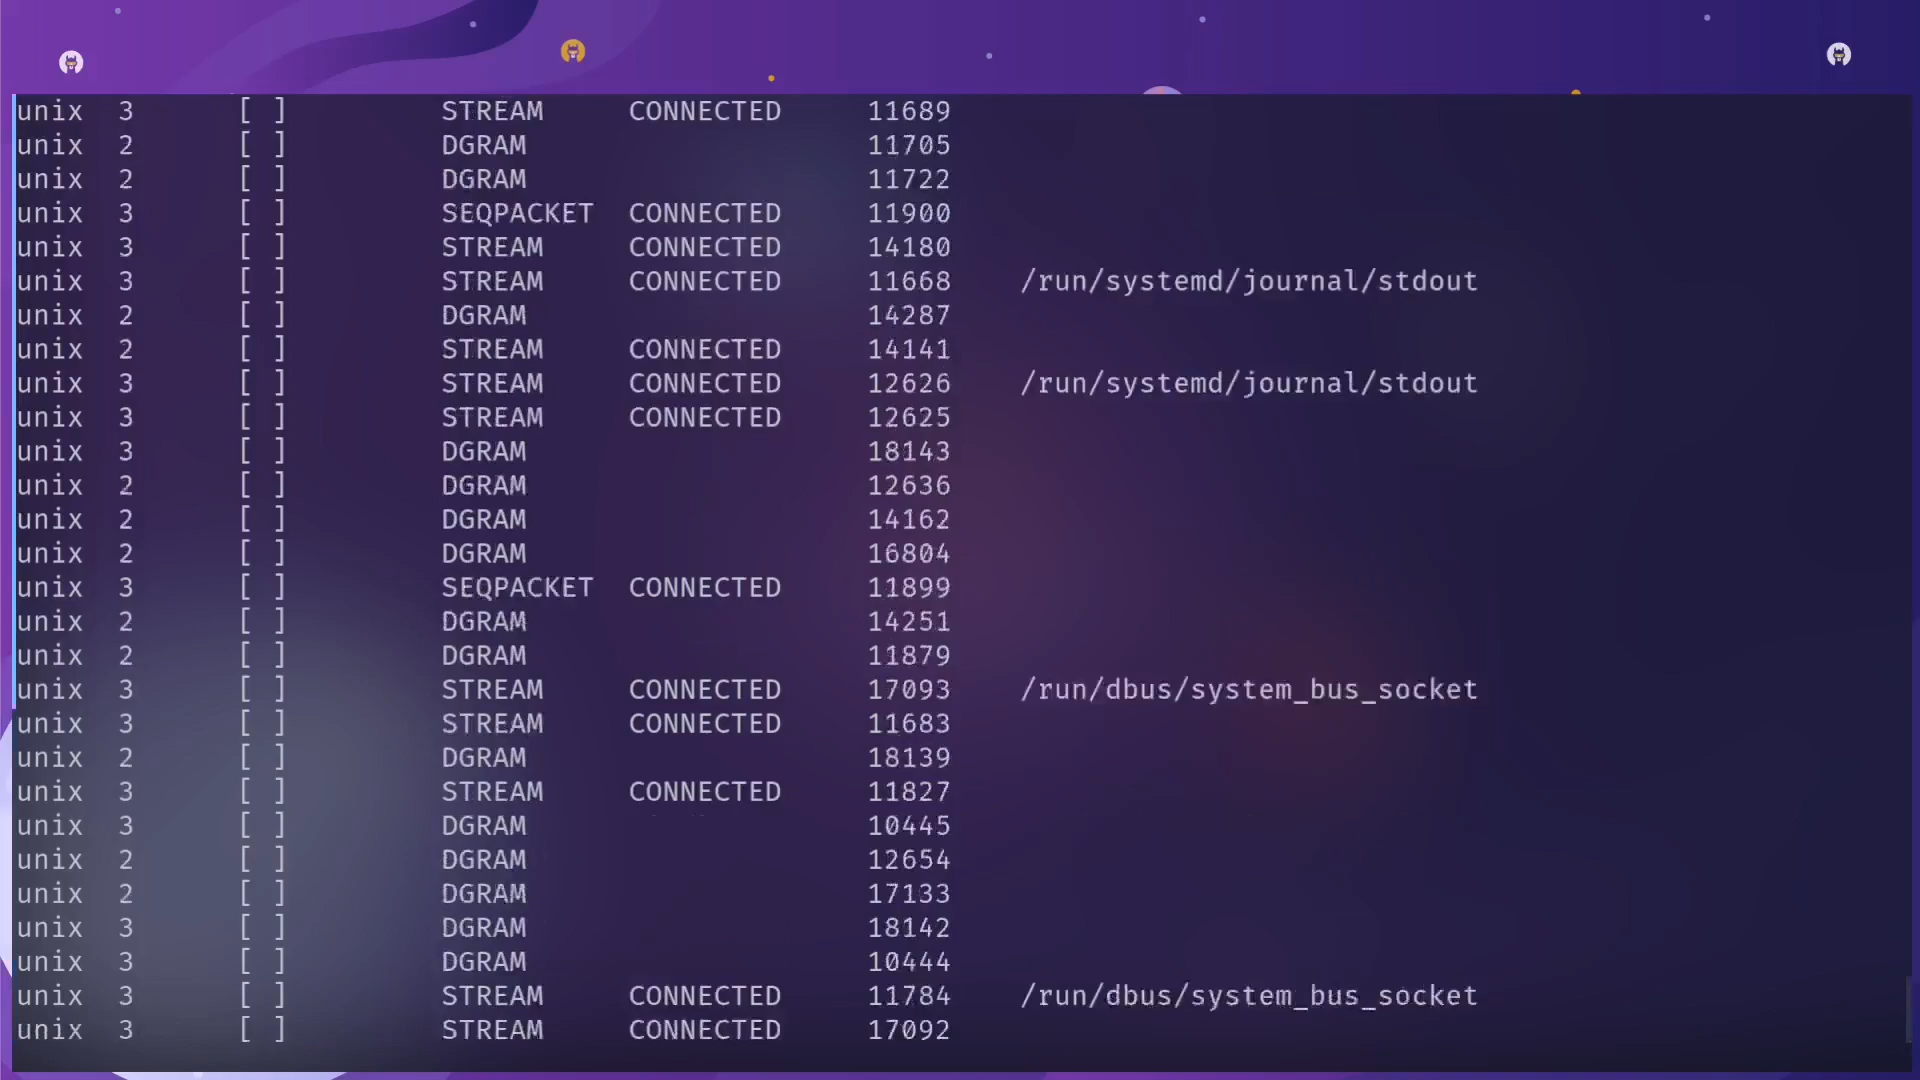 unix 3 [ ] STREAM CONNECTED 11689
unix 2 [ ] DGRAM 11705
unix 2 [ ] DGRAM 11722
unix 3 [ ] SEQPACKET CONNECTED 11900
unix 3 [ ] STREAM CONNECTED 14180
unix 3 [ ] STREAM CONNECTED 11668 /run/systemd/journal/stdout
unix 2 [ ] DGRAM 14287
unix 2 [ ] STREAM CONNECTED 14141
unix 3 [ ] STREAM CONNECTED 12626 /run/systemd/journal/stdout
unix 3 [ ] STREAM CONNECTED 12625
unix 3 [ ] DGRAM 18143
unix 2 [ ] DGRAM 12636
unix 2 [ ] DGRAM 14162
unix 2 [ ] DGRAM 16804
unix 3 [ ] SEQPACKET CONNECTED 11899
unix 2 [ ] DGRAM 14251
unix 2 [ ] DGRAM 11879
unix 3 [ ] STREAM CONNECTED 17093 /run/dbus/system_bus_socket
unix 3 [ ] STREAM CONNECTED 11683
unix 2 [ ] DGRAM 18139
unix 3 [ ] STREAM CONNECTED 11827
unix 3 [ ] DGRAM 10445
unix 2 [ ] DGRAM 12654
unix 2 [ ] DGRAM 17133
unix 3 [ ] DGRAM 18142
unix 3 [ ] DGRAM 10444
unix 3 [ ] STREAM CONNECTED 11784 /run/dbus/system_bus_socket
unix 3 [ ] STREAM CONNECTED 17092